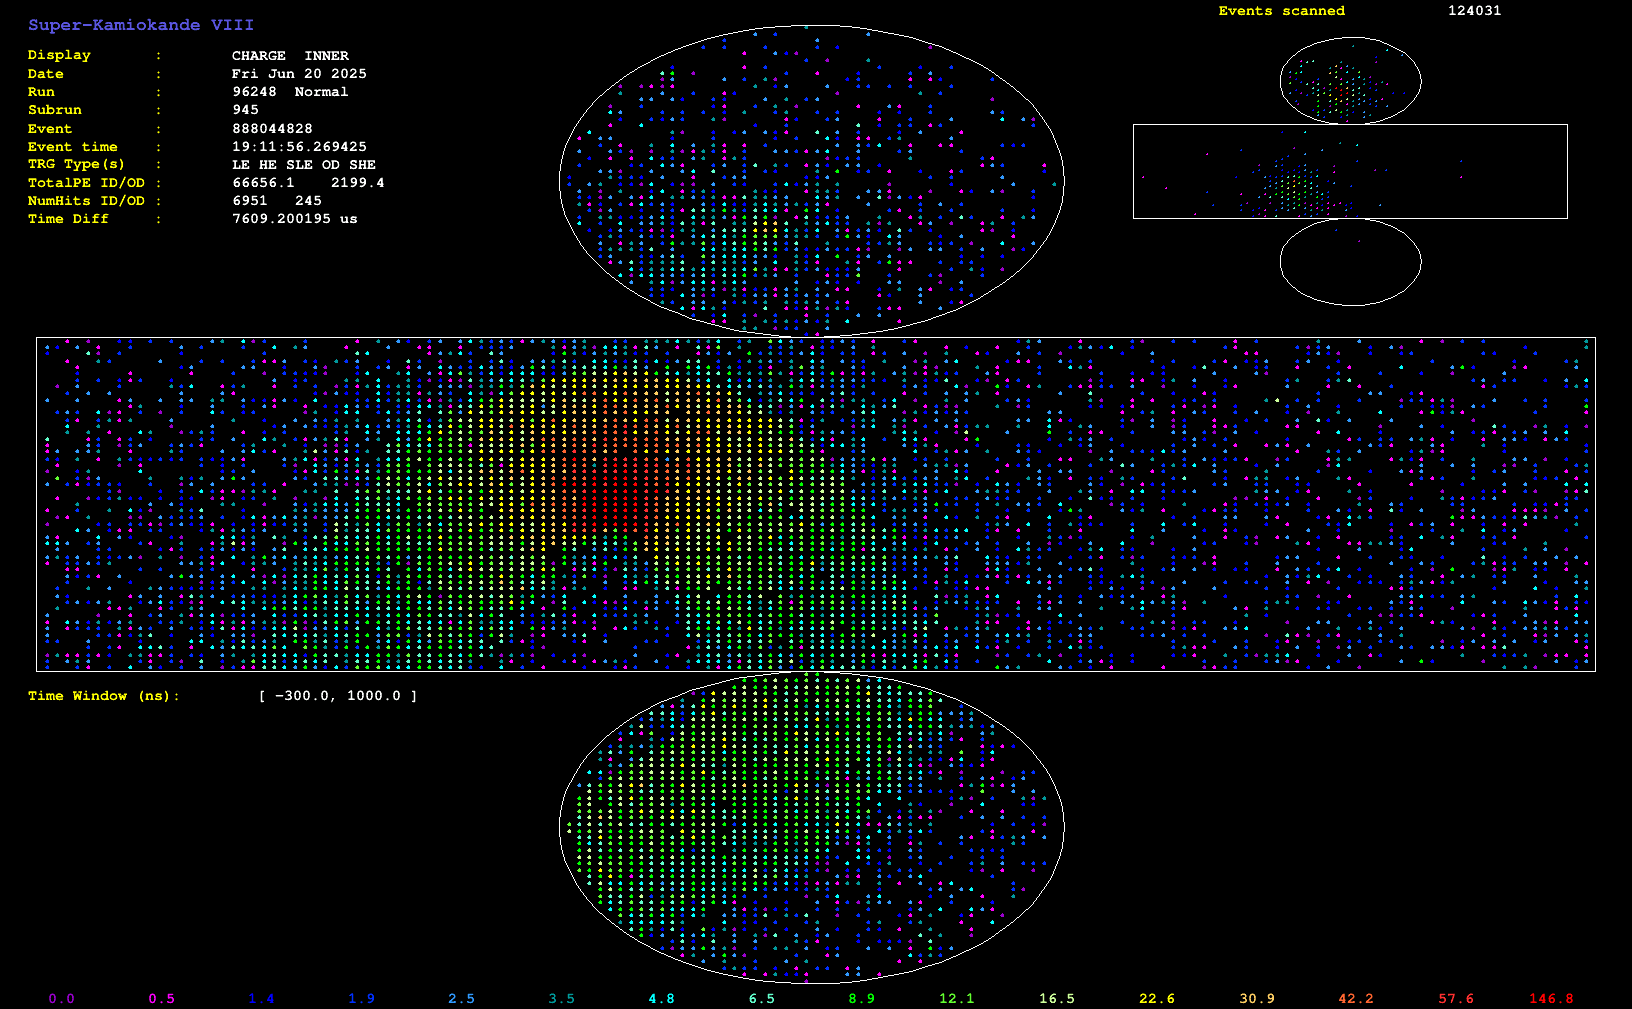 Super-Kamiokande VIII
Events scanned 124031
Display : CHARGE INNER
Date : Fri Jun 20 2025
Run : 96248 Normal
Subrun : 945
Event : 888044828
Event time : 19:11:56.269425
TRG Type(s) : LE HE SLE OD SHE
TotalPE ID/OD : 66656.1 2199.4
NumHits ID/OD : 6951 245
Time Diff : 7609.200195 us
Time Window (ns): [ -300.0, 1000.0 ]
0.0 0.5 1.4 1.9 2.5 3.5 4.8 6.5 8.9 12.1 16.5 22.6 30.9 42.2 57.6 146.8